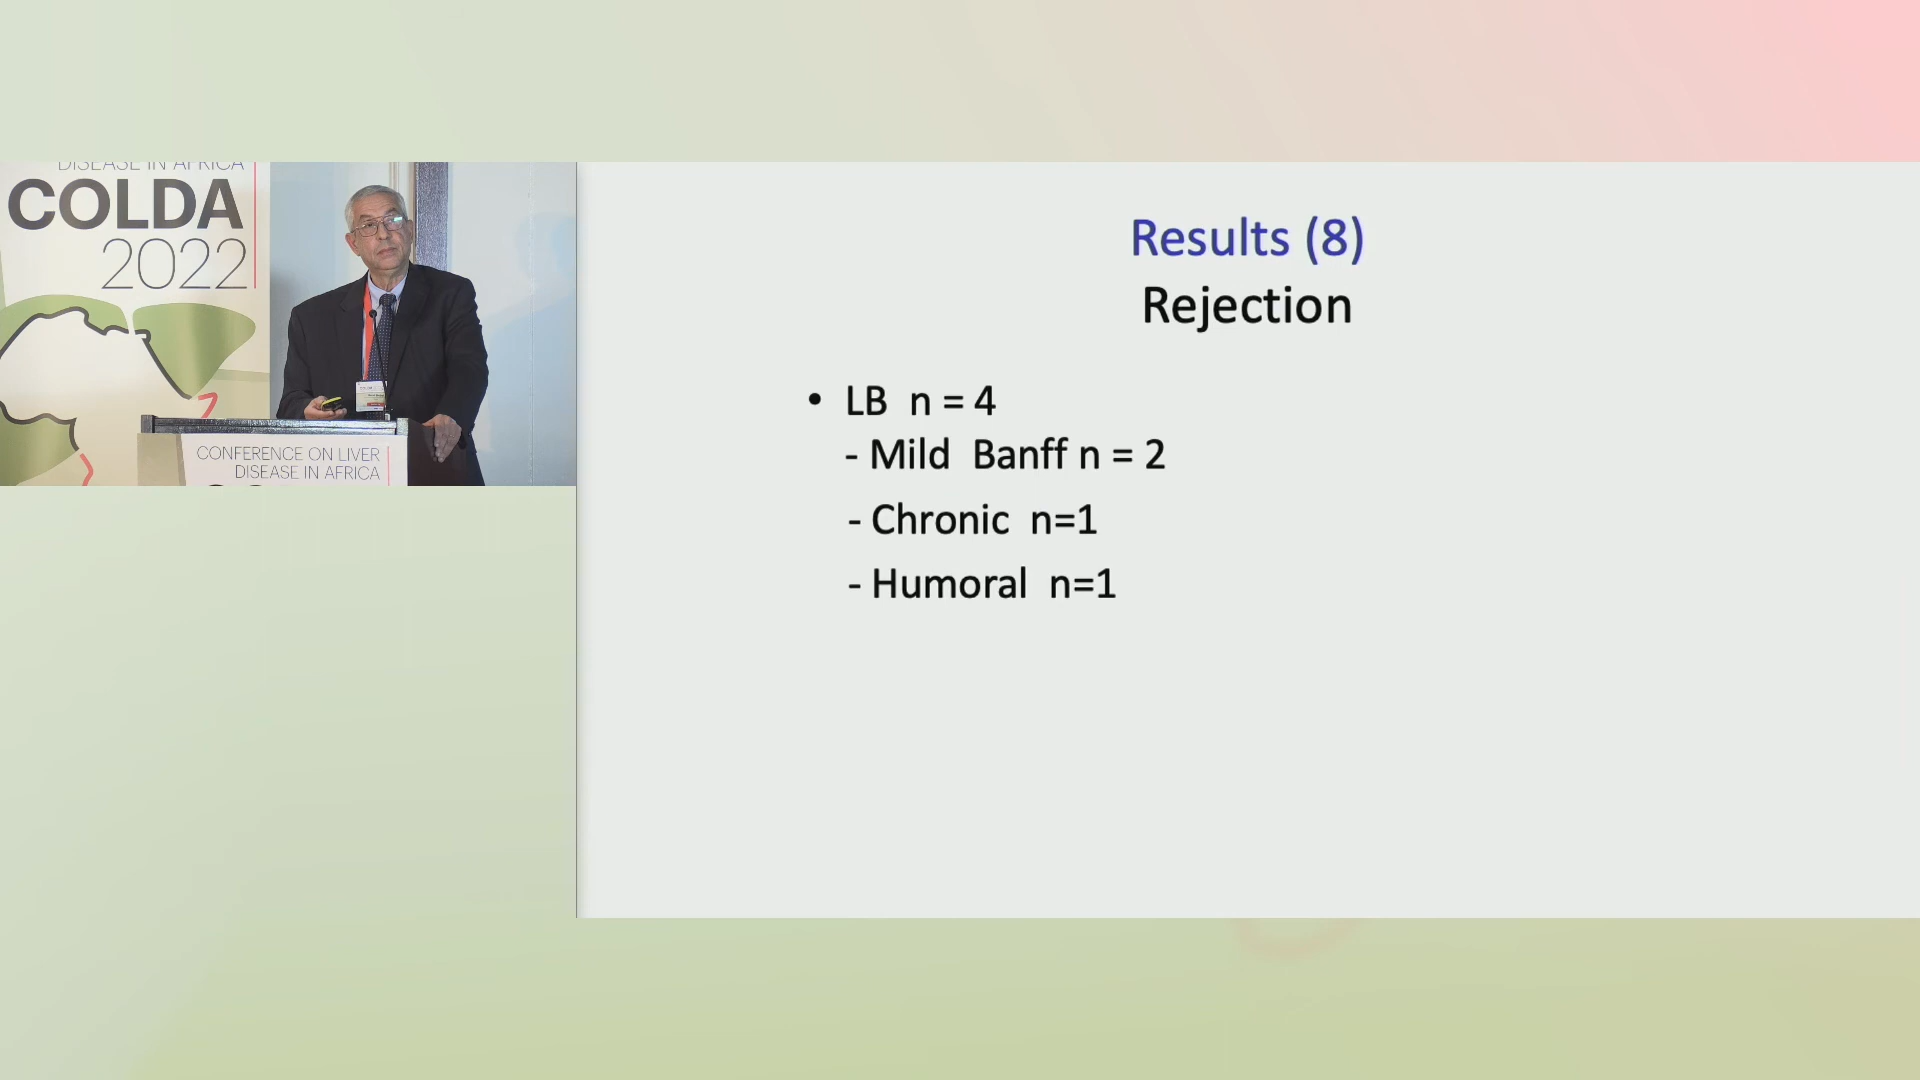 DISEASE IN AFRICA
COLDA
2022
CONFERENCE ON LIVER
DISEASE IN AFRICA
Results (8)
Rejection
• LB n = 4
- Mild Banff n = 2
- Chronic n=1
- Humoral n=1